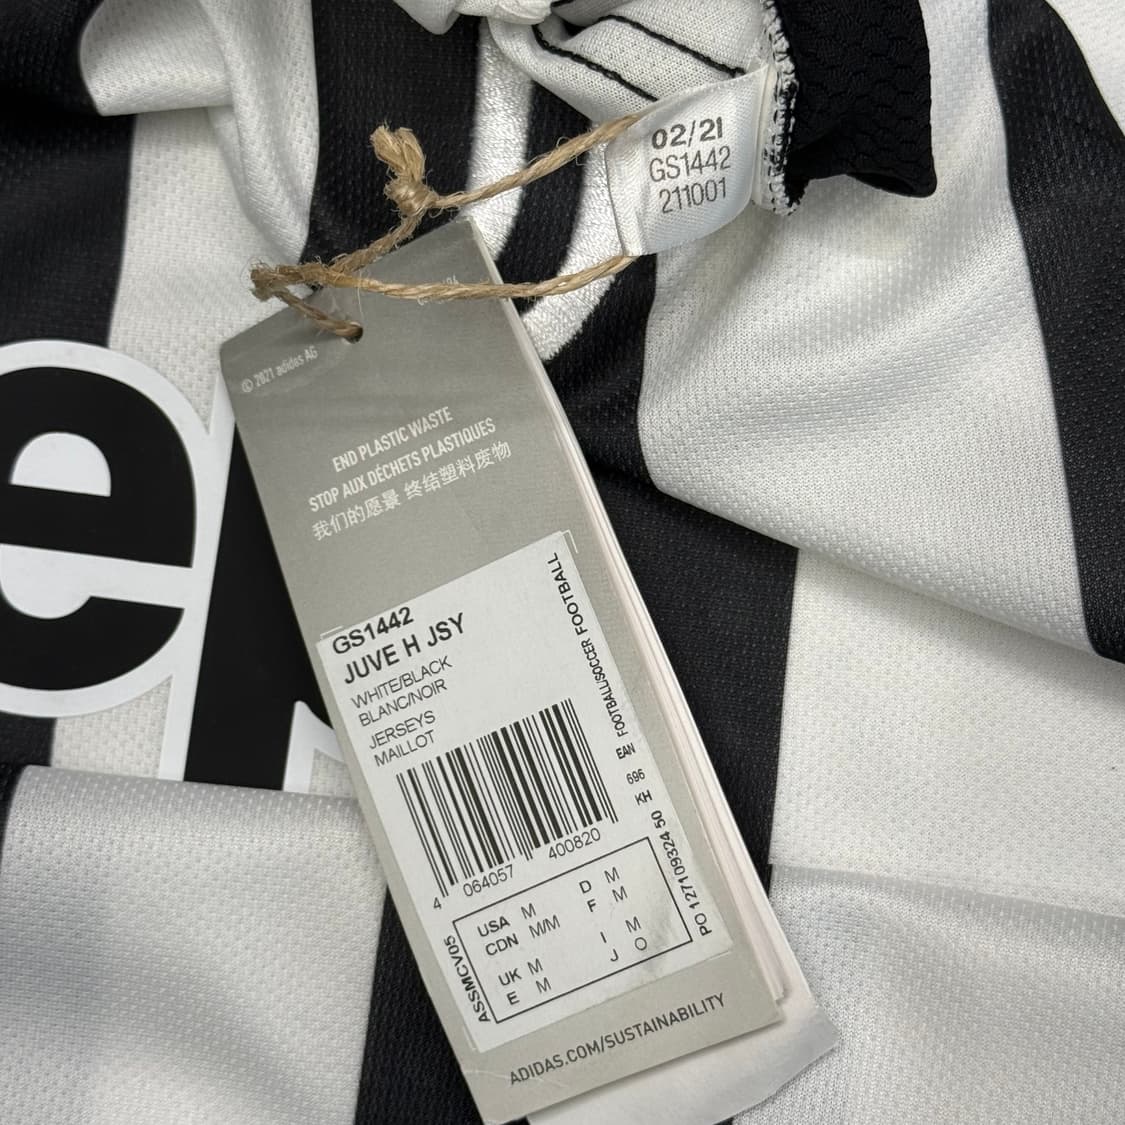 02/21
GS1442
211001
© 2021 adidas AG
END PLASTIC WASTE
STOP AUX DÉCHETS PLASTIQUES
我们的愿景 终结塑料废物
GS1442
JUVE H JSY
WHITE/BLACK
BLANC/NOIR
JERSEYS
MAILLOT
FOOTBALL/SOCCER FOOTBALL
EAN
696
KH
PO 127109324 50
4 064057 400820
ASSMCV05
USA M D M
CDN M/M F M
UK M I M
E M J O
ADIDAS.COM/SUSTAINABILITY
e